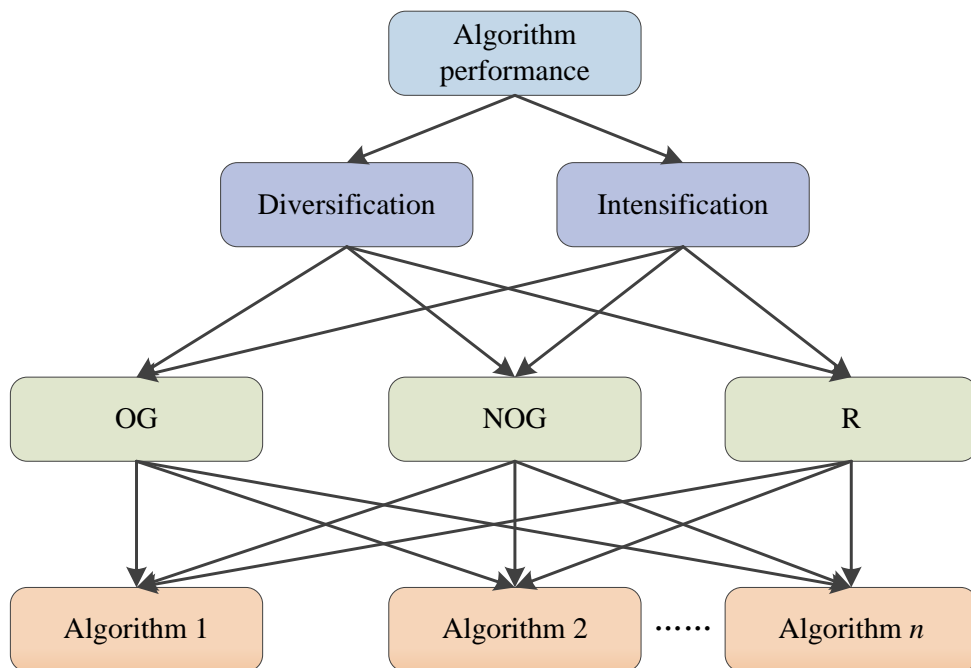 Algorithm
performance
Diversification
Intensification
OG
NOG
R
Algorithm 1
Algorithm 2
······
Algorithm n